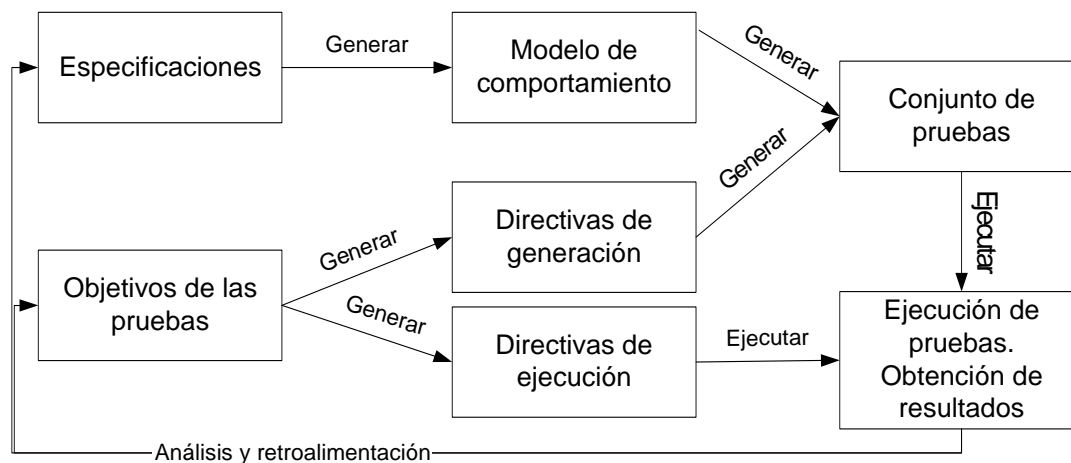 Especificaciones
Generar
Modelo de
comportamiento
Generar
Conjunto de
pruebas
Generar
Directivas de
generación
Generar
Ejecutar
Objetivos de las
pruebas
Generar
Directivas de
ejecución
Ejecutar
Ejecución de
pruebas.
Obtención de
resultados
Análisis y retroalimentación